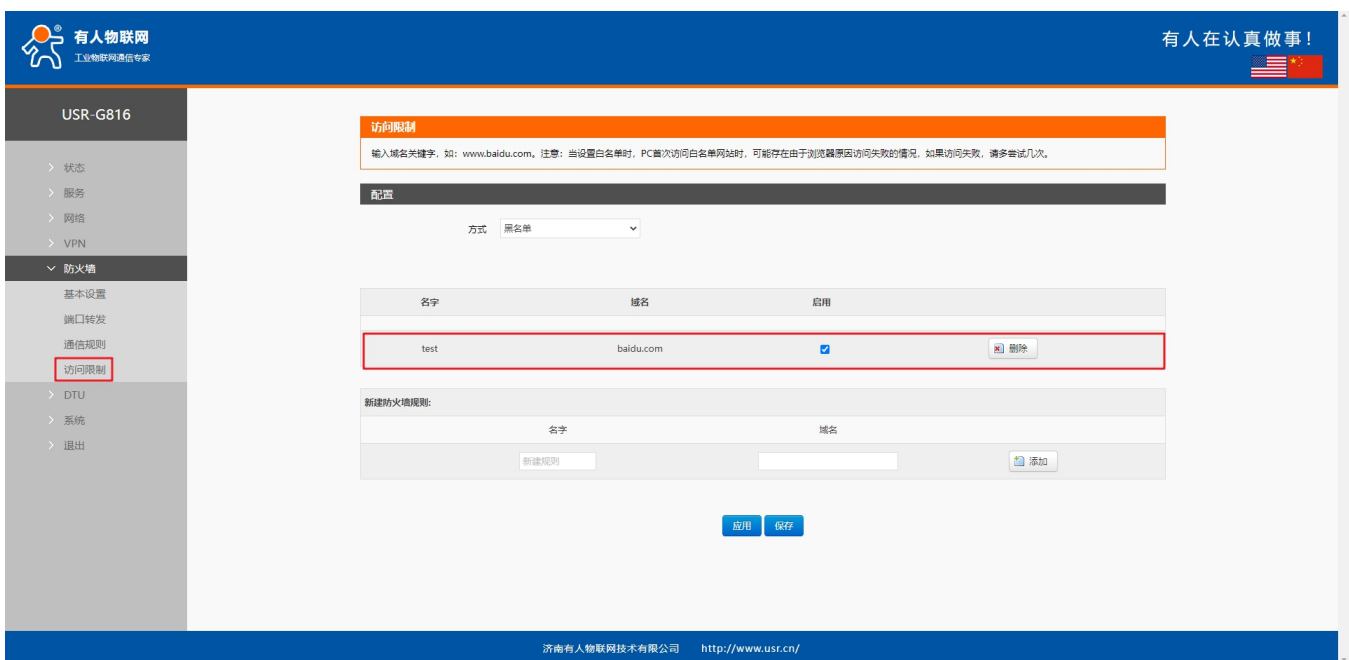 有人物联网
工业物联网通信专家
有人在认真做事！
USR-G816
状态
服务
网络
VPN
防火墙
基本设置
端口转发
通信规则
访问限制
DTU
系统
退出
访问限制
输入域名关键字，如：www.baidu.com。注意：当设置白名单时，PC首次访问白名单网站时，可能存在由于浏览器原因访问失败的情况，如果访问失败，请多尝试几次。
配置
方式 黑名单
名字 域名 启用
test baidu.com 删除
新建防火墙规则:
名字 域名
新建规则 添加
应用 保存
济南有人物联网技术有限公司 http://www.usr.cn/